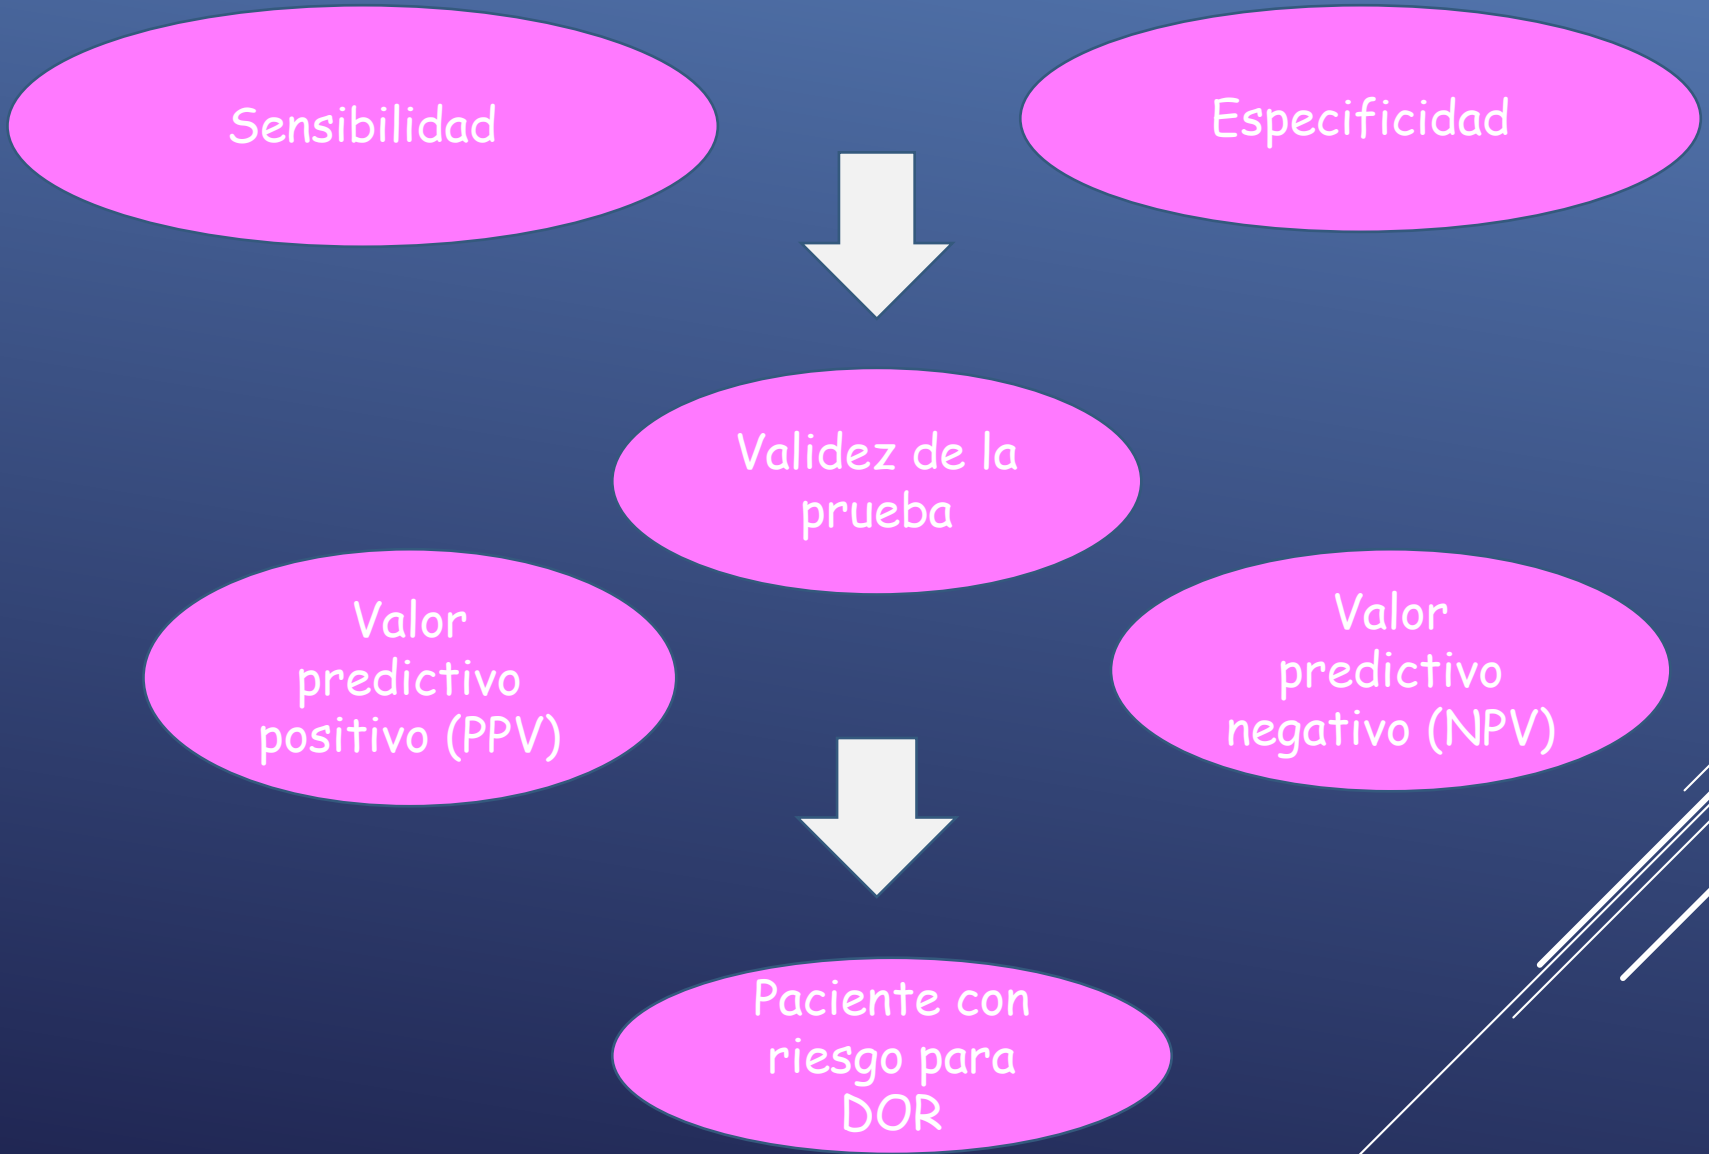 Sensibilidad
Especificidad
Validez de la
prueba
Valor
predictivo
positivo (PPV)
Valor
predictivo
negativo (NPV)
Paciente con
riesgo para
DOR